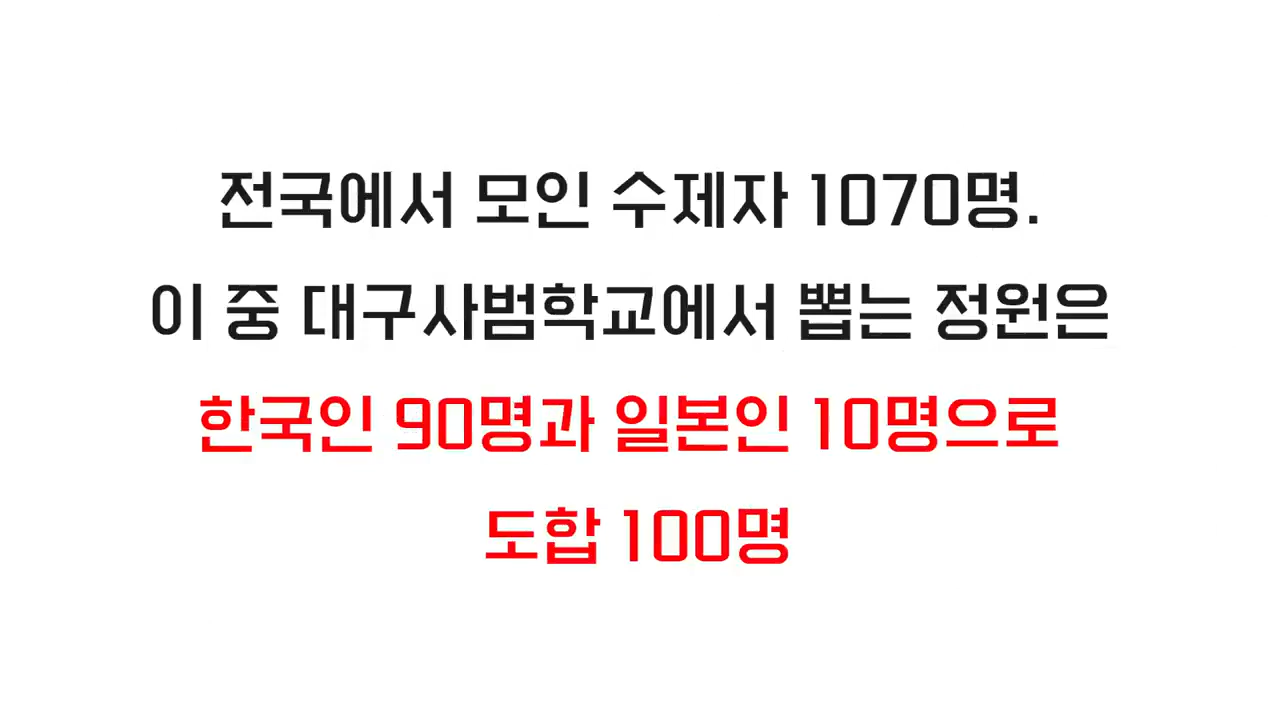 전국에서 모인 수제자 1070명.
이 중 대구사범학교에서 뽑는 정원은
한국인 90명과 일본인 10명으로
도합 100명